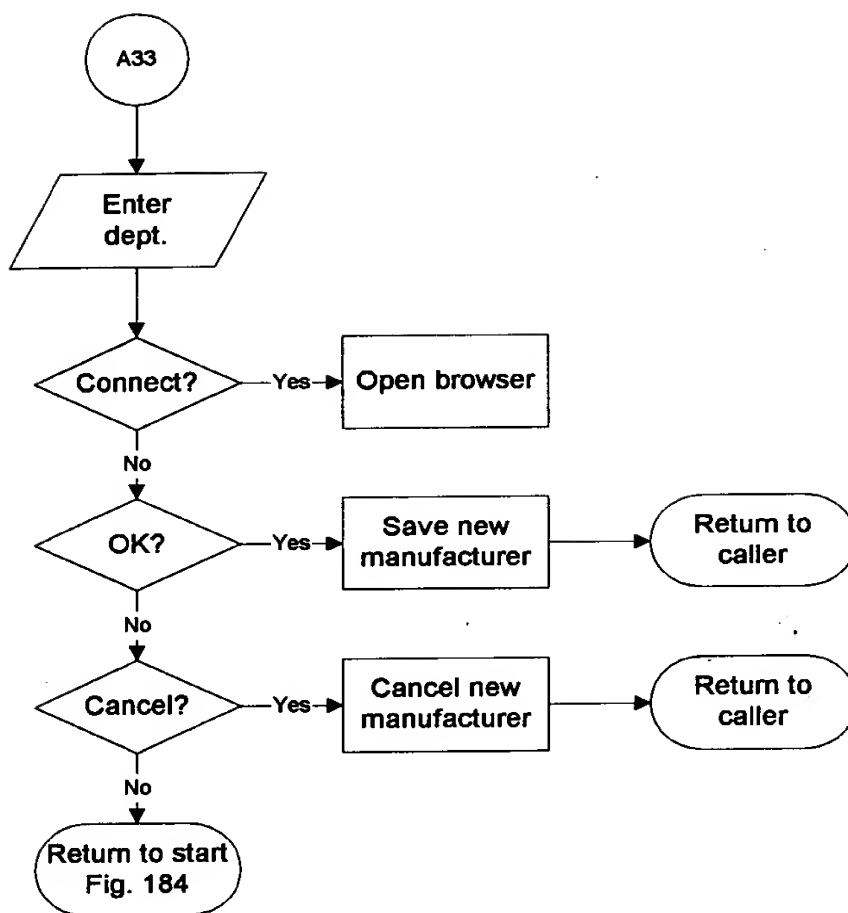 A33
Enter
dept.
Connect?
Yes
Open browser
No
OK?
Yes
Save new
manufacturer
Return to
caller
No
Cancel?
Yes
Cancel new
manufacturer
Return to
caller
No
Return to start
Fig. 184